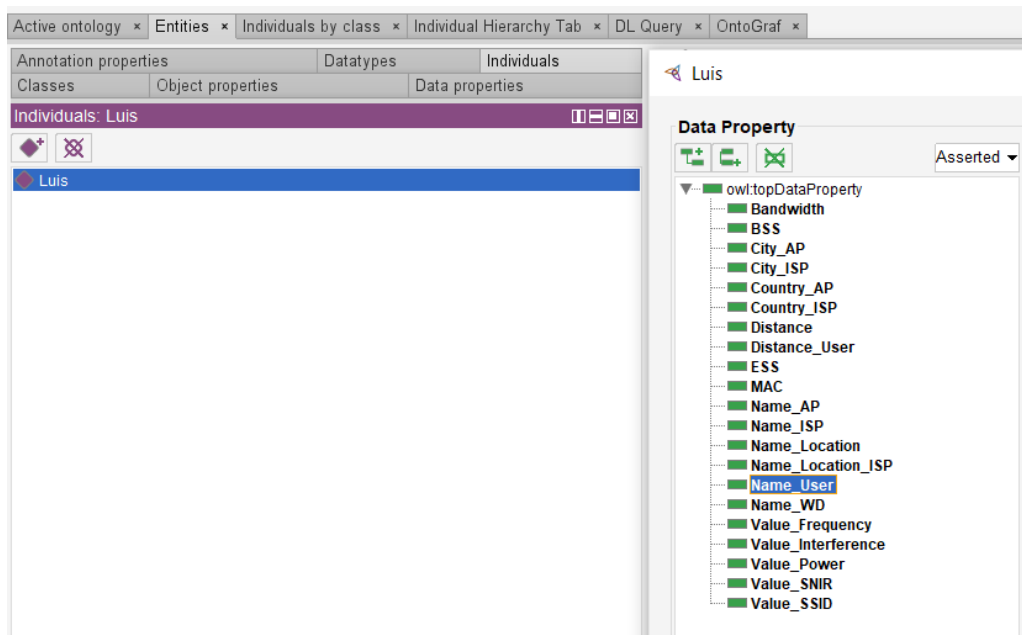 Active ontology × Entities × Individuals by class × Individual Hierarchy Tab × DL Query × OntoGraf ×
Annotation properties Datatypes Individuals
Classes Object properties Data properties
Individuals: Luis
Luis
Luis
Data Property
Asserted
owl:topDataProperty
Bandwidth
BSS
City_AP
City_ISP
Country_AP
Country_ISP
Distance
Distance_User
ESS
MAC
Name_AP
Name_ISP
Name_Location
Name_Location_ISP
Name_User
Name_WD
Value_Frequency
Value_Interference
Value_Power
Value_SNIR
Value_SSID